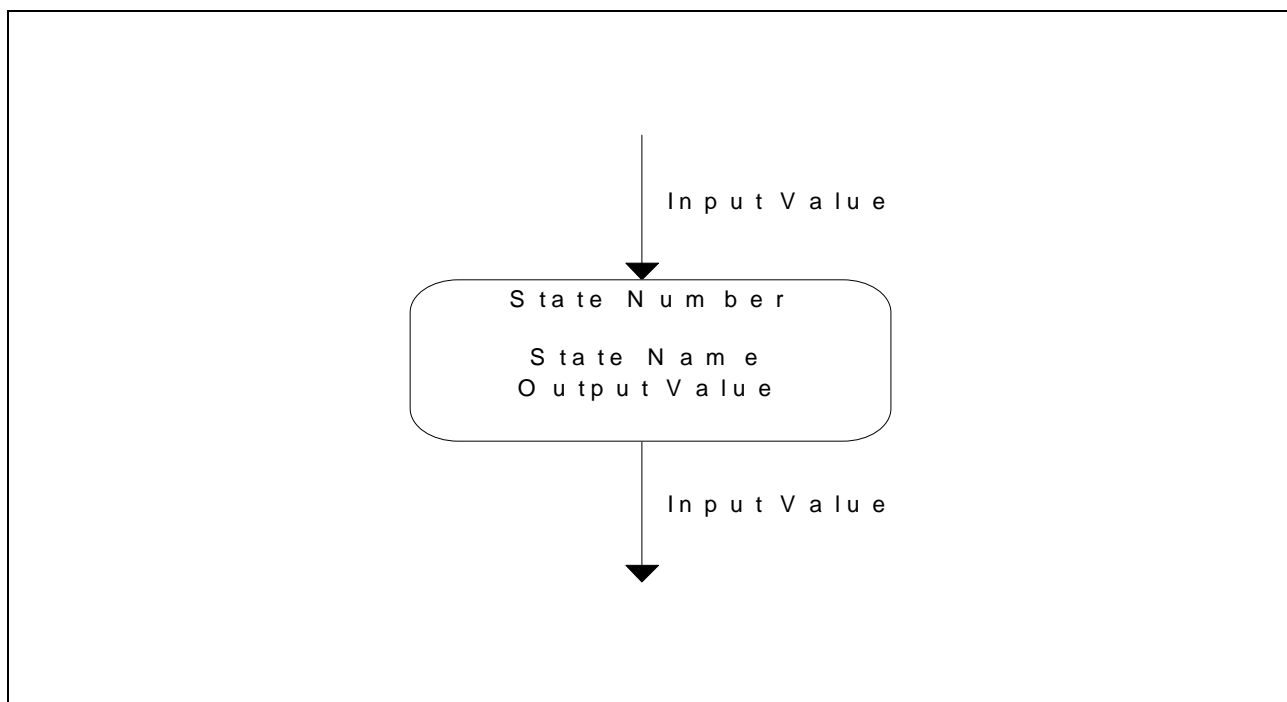 Input Value
State Number
State Name
Output Value
Input Value